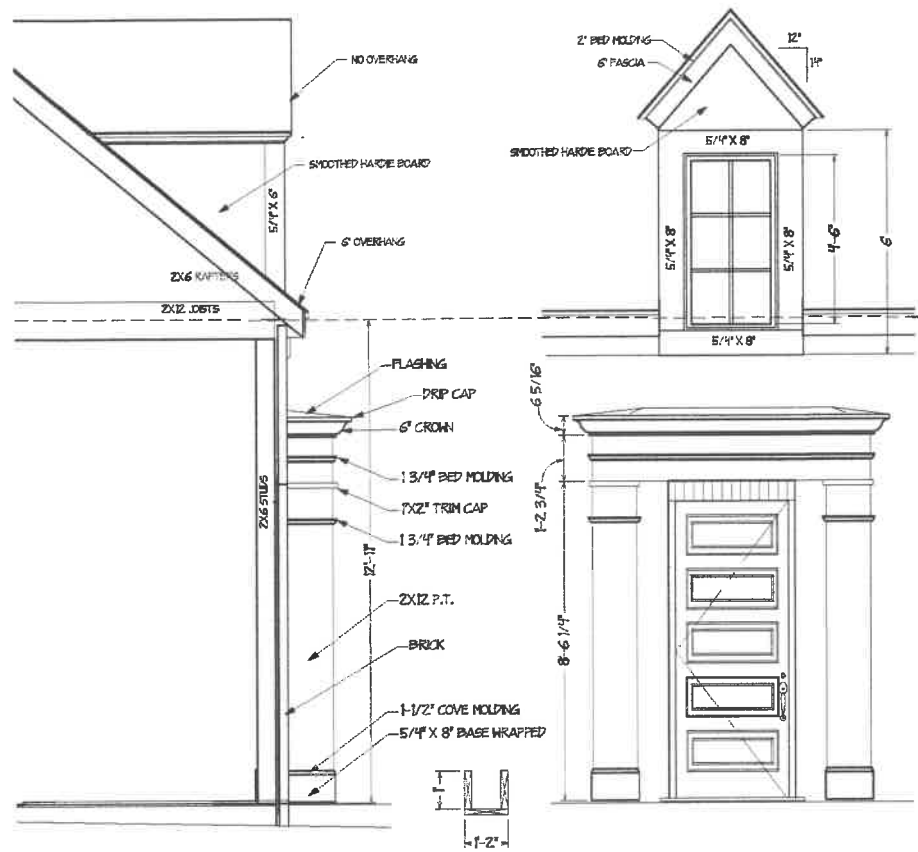 NO OVERHANG
SMOOTHED HARDIE BOARD
5/4" X 6"
6" OVERHANG
2X6 RAFTERS
2X12 JOISTS
FLASHING
DRIP CAP
6" CROWN
1 3/4" BED MOLDING
1X2" TRIM CAP
1 3/4" BED MOLDING
2X6 STUDS
12'-11"
2X12 P.T.
BRICK
1-1/2" COVE MOLDING
5/4" X 8" BASE WRAPPED
1'
1'-2"
2" BED MOLDING
6" FASCIA
12"
14"
SMOOTHED HARDIE BOARD
5/4" X 8"
5/4" X 8"
5/4" X 8"
4'-6"
6'
5/4" X 8"
6 5/16"
1'-2 3/4"
8'-6 1/4"